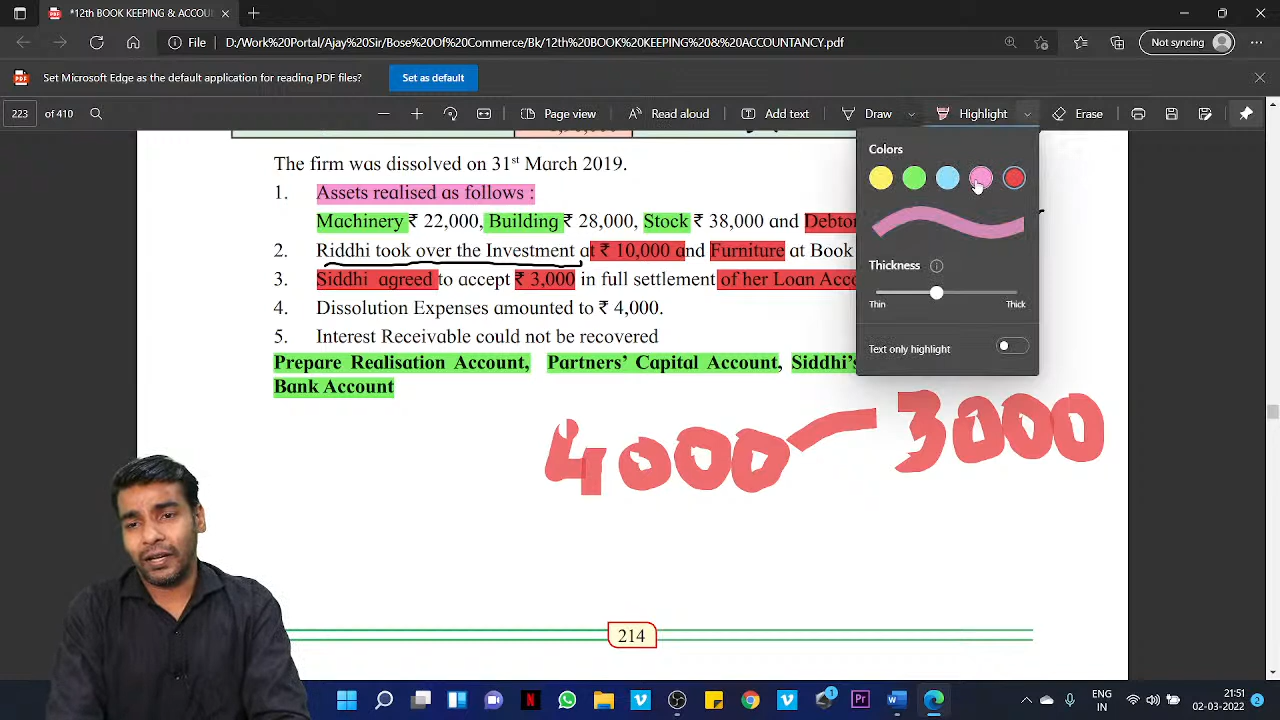 *12th BOOK KEEPING & ACCOUN
File D:/Work%20Portal/Ajay%20Sir/Bose%20Of%20Commerce/Bk/12th%20BOOK%20KEEPING%20&%20ACCOUNTANCY.pdf Not syncing
PDF Set Microsoft Edge as the default application for reading PDF files? Set as default
223 of 410 Page view Read aloud Add text Draw Highlight Erase
The firm was dissolved on 31st March 2019.
Colors
1. Assets realised as follows :
Machinery ₹ 22,000, Building ₹ 28,000, Stock ₹ 38,000 and Debtor
2. Riddhi took over the Investment at ₹ 10,000 and Furniture at Book
Thickness
3. Siddhi agreed to accept ₹ 3,000 in full settlement of her Loan Acco
Thin Thick
4. Dissolution Expenses amounted to ₹ 4,000.
5. Interest Receivable could not be recovered
Text only highlight
Prepare Realisation Account, Partners' Capital Account, Siddhi's
Bank Account
4000 - 3000
214
N
1
Pr
W
ENG
IN
21:51
02-03-2022
2